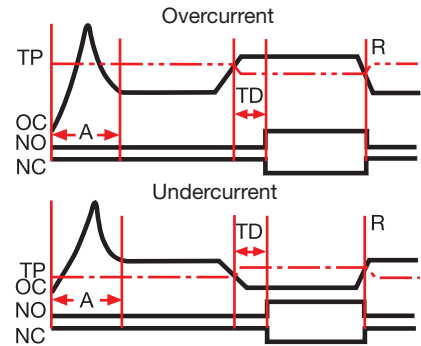 Overcurrent
TP
R
TD
OC
A
NO
NC
Undercurrent
TD
R
TP
OC
A
NO
NC